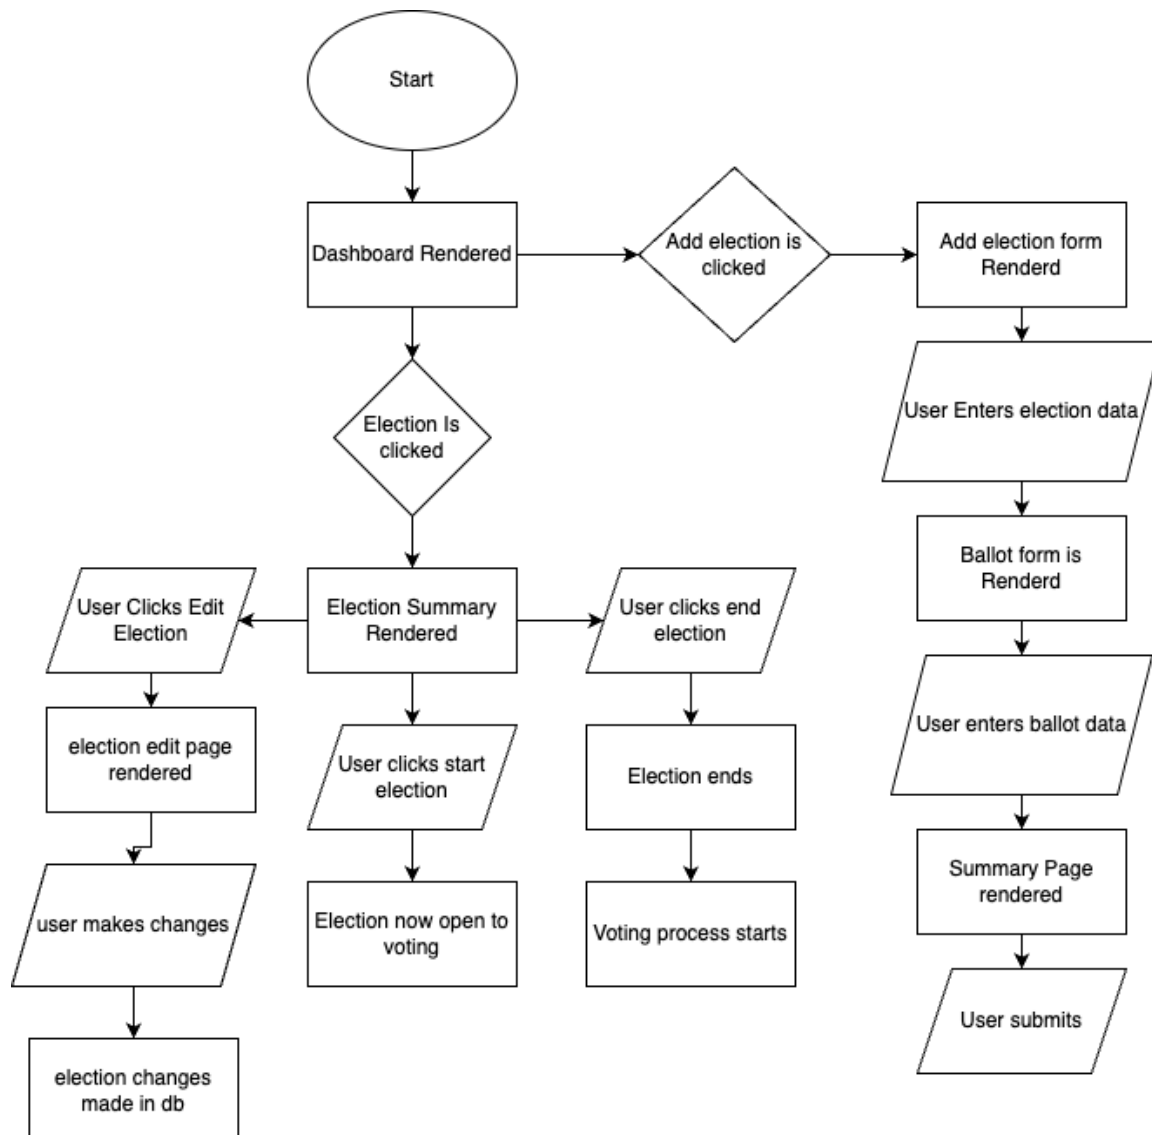 Start
Dashboard Rendered
Add election is
clicked
Add election form
Renderd
User Enters election data
Election Is
clicked
Ballot form is
Renderd
User Clicks Edit
Election
Election Summary
Rendered
User clicks end
election
User enters ballot data
election edit page
rendered
User clicks start
election
Election ends
Summary Page
rendered
user makes changes
Election now open to
voting
Voting process starts
User submits
election changes
made in db